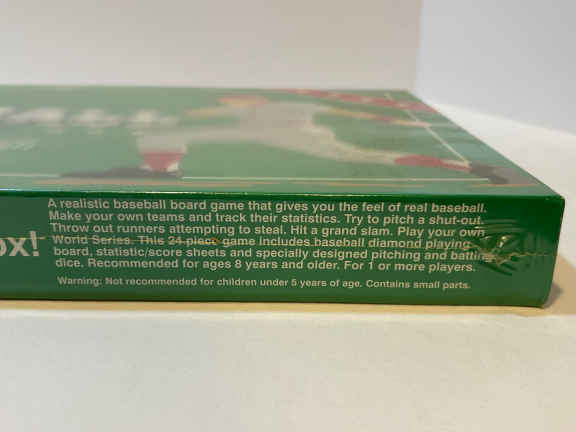 ALL
ox!
A realistic baseball board game that gives you the feel of real baseball.
Make your own teams and track their statistics. Try to pitch a shut-out.
Throw out runners attempting to steal. Hit a grand slam. Play your own
World Series. This 24 piece game includes baseball diamond playing
board, statistic/score sheets and specially designed pitching and batting
dice. Recommended for ages 8 years and older. For 1 or more players.
Warning: Not recommended for children under 5 years of age. Contains small parts.